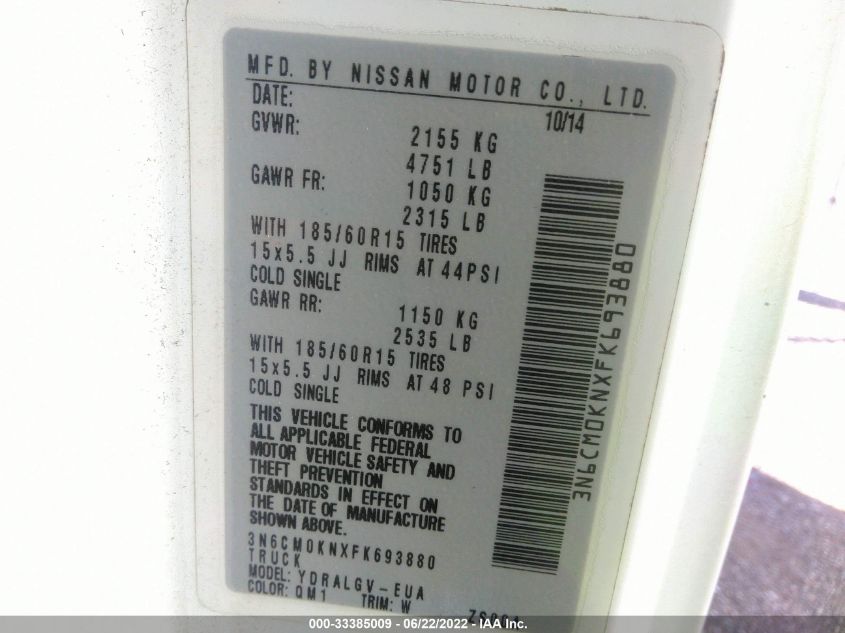 MFD. BY NISSAN MOTOR CO., LTD.
DATE: 10/14
GVWR: 2155 KG
4751 LB
GAWR FR: 1050 KG
2315 LB
WITH 185/60R15 TIRES
15x5.5 JJ RIMS AT 44PSI
COLD SINGLE
GAWR RR: 1150 KG
2535 LB
WITH 185/60R15 TIRES
15x5.5 JJ RIMS AT 48 PSI
COLD SINGLE
THIS VEHICLE CONFORMS TO
ALL APPLICABLE FEDERAL
MOTOR VEHICLE SAFETY AND
THEFT PREVENTION
STANDARDS IN EFFECT ON
THE DATE OF MANUFACTURE
SHOWN ABOVE.
3N6CM0KNXFK693880
TRUCK
MODEL: YDRALGV-EUA
COLOR: QM1 TRIM: W
3N6CM0KNXFK693880
000-33385009 - 06/22/2022 - IAA Inc.